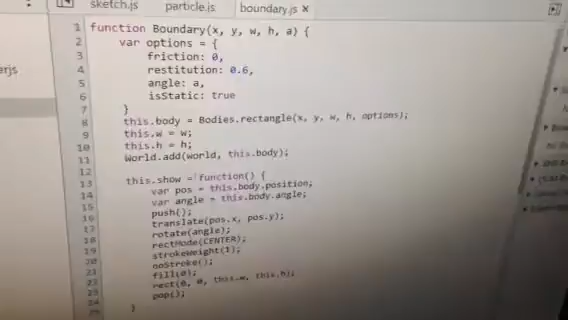 sketch.js particle.js boundary.js ×
erjs
1 function Boundary(x, y, w, h, a) {
2 var options = {
3 friction: 0,
4 restitution: 0.6,
5 angle: a,
6 isStatic: true
7 }
8 this.body = Bodies.rectangle(x, y, w, h, options);
9 this.w = w;
10 this.h = h;
11 World.add(world, this.body);
12
13 this.show = function() {
14 var pos = this.body.position;
15 var angle = this.body.angle;
16 push();
17 translate(pos.x, pos.y);
18 rotate(angle);
19 rectMode(CENTER);
20 strokeWeight(1);
21 noStroke();
22 fill(0);
23 rect(0, 0, this.w, this.h);
24 pop();
25 }